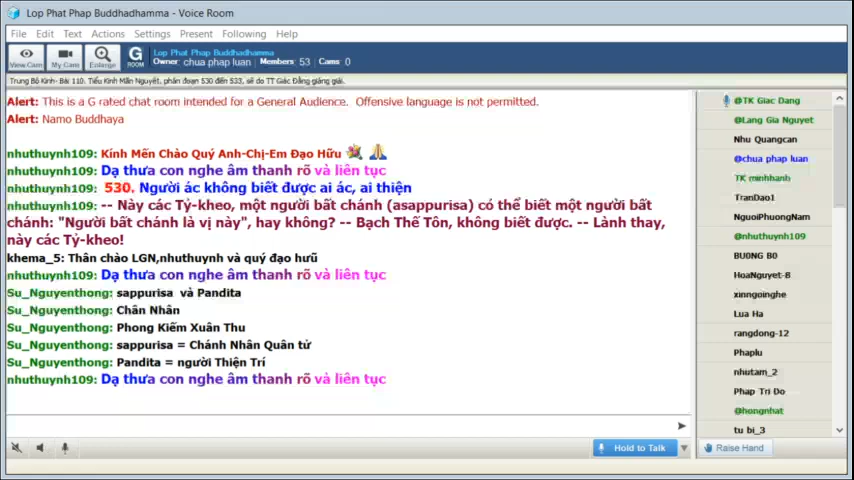 Lop Phat Phap Buddhadhamma - Voice Room
File Edit Text Actions Settings Present Following Help
View Cam My Cam Enlarge G ROOM
Lop Phat Phap Buddhadhamma
Owner: chua phap luan Members: 53 Cams: 0
Trung Bộ Kinh- Bài 110. Tiểu Kinh Mãn Nguyệt, phân đoạn 530 đến 533, sẽ do TT Giác Đẳng giảng giải.
Alert: This is a G rated chat room intended for a General Audience. Offensive language is not permitted.
Alert: Namo Buddhaya
nhuthuynh109: Kính Mến Chào Quý Anh-Chị-Em Đạo Hữu
nhuthuynh109: Dạ thưa con nghe âm thanh rõ và liên tục
nhuthuynh109: 530. Người ác không biết được ai ác, ai thiện
nhuthuynh109: -- Này các Tỷ-kheo, một người bất chánh (asappurisa) có thể biết một người bất
chánh: "Người bất chánh là vị này", hay không? -- Bạch Thế Tôn, không biết được. -- Lành thay,
này các Tỷ-kheo!
khema_5: Thân chào LGN,nhuthuynh và quý đạo hưũ
nhuthuynh109: Dạ thưa con nghe âm thanh rõ và liên tục
Su_Nguyenthong: sappurisa và Pandita
Su_Nguyenthong: Chân Nhân
Su_Nguyenthong: Phong Kiếm Xuân Thu
Su_Nguyenthong: sappurisa = Chánh Nhân Quân tử
Su_Nguyenthong: Pandita = người Thiện Trí
nhuthuynh109: Dạ thưa con nghe âm thanh rõ và liên tục
Hold to Talk
@TK Giac Dang
@Lang Gia Nguyet
Nhu Quangcan
@chua phap luan
TK minhhanh
TranDao1
NguoiPhuongNam
@nhuthuynh109
BU0NG B0
HoaNguyet-B
xinngoinghe
Lua Ha
rangdong-12
Phaplu
nhutam_2
Phap Tri Do
@hongnhat
tu bi_3
Raise Hand